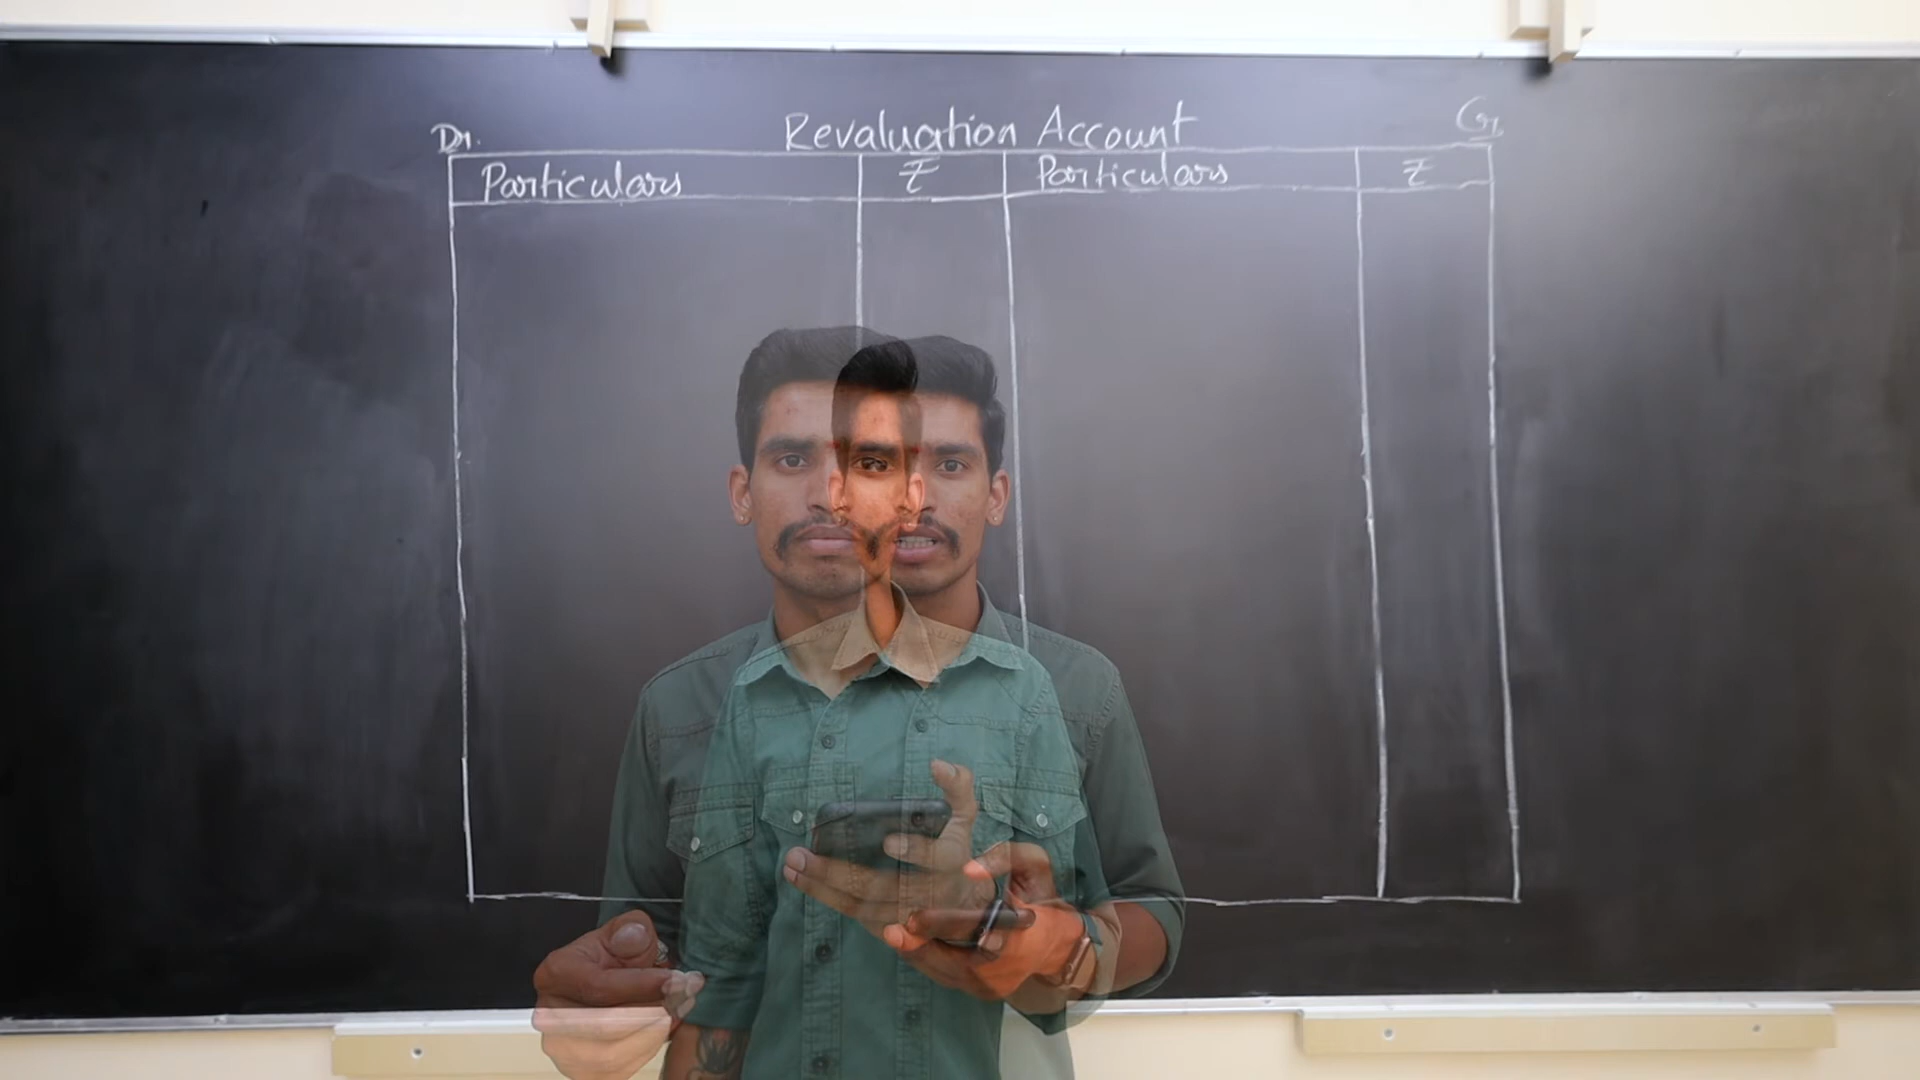 Dr. Revaluation Account Cr.
Particulars ₹ Particulars ₹